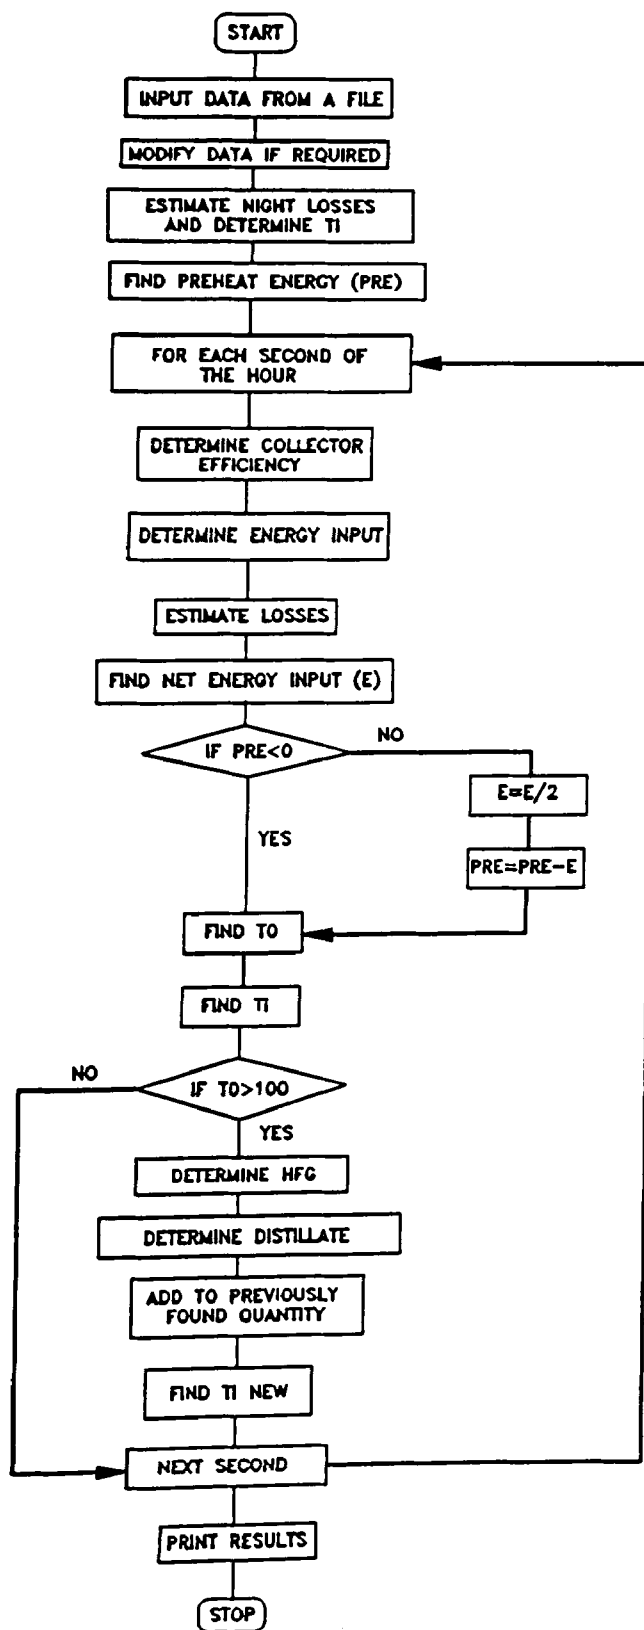 START
INPUT DATA FROM A FILE
MODIFY DATA IF REQUIRED
ESTIMATE NIGHT LOSSES
AND DETERMINE TI
FIND PREHEAT ENERGY (PRE)
FOR EACH SECOND OF
THE HOUR
DETERMINE COLLECTOR
EFFICIENCY
DETERMINE ENERGY INPUT
ESTIMATE LOSSES
FIND NET ENERGY INPUT (E)
IF PRE<0
NO
E=E/2
YES
PRE=PRE-E
FIND TO
FIND TI
NO
IF TO>100
YES
DETERMINE HFG
DETERMINE DISTILLATE
ADD TO PREVIOUSLY
FOUND QUANTITY
FIND TI NEW
NEXT SECOND
PRINT RESULTS
STOP